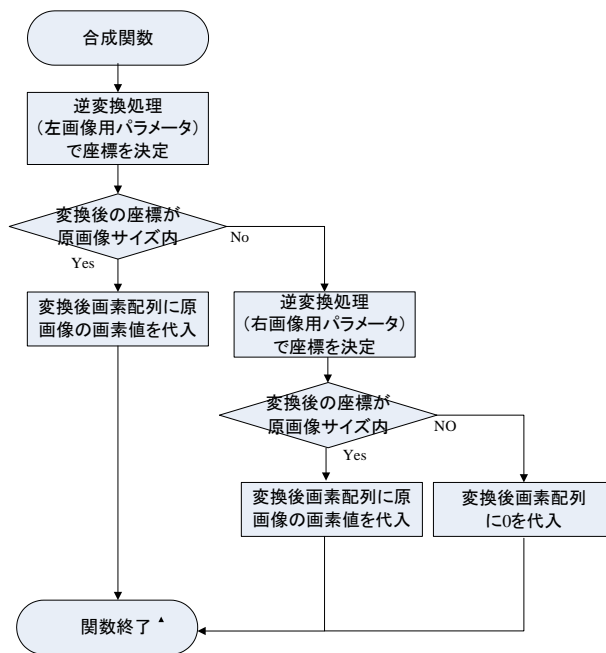 合成関数
逆変換処理
（左画像用パラメータ）
で座標を決定
変換後の座標が
原画像サイズ内
No
Yes
変換後画素配列に原
画像の画素値を代入
逆変換処理
（右画像用パラメータ）
で座標を決定
変換後の座標が
原画像サイズ内
NO
Yes
変換後画素配列に原
画像の画素値を代入
変換後画素配列
に0を代入
関数終了